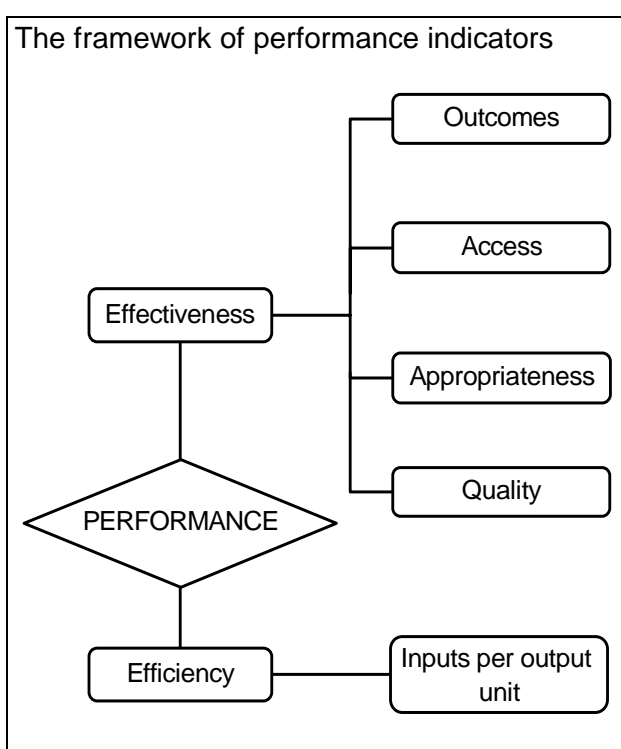 The framework of performance indicators
Outcomes
Access
Effectiveness
Appropriateness
Quality
PERFORMANCE
Efficiency
Inputs per output
unit